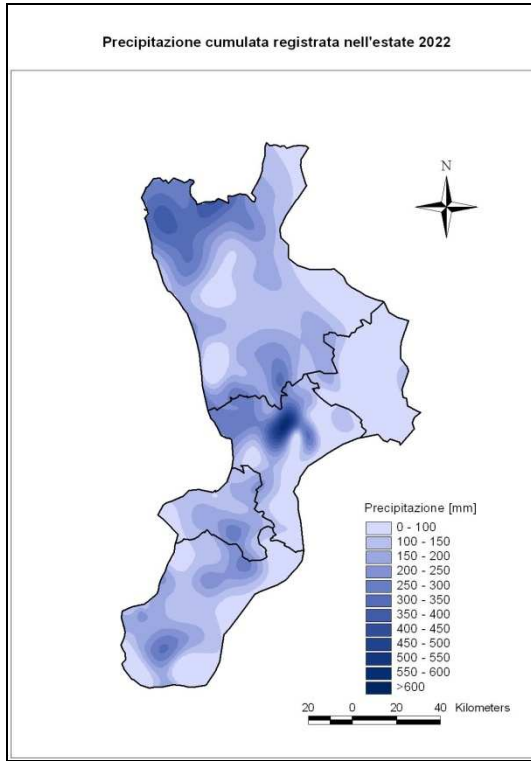 Precipitazione cumulata registrata nell'estate 2022
N
Precipitazione [mm]
0 - 100
100 - 150
150 - 200
200 - 250
250 - 300
300 - 350
350 - 400
400 - 450
450 - 500
500 - 550
550 - 600
>600
20 0 20 40 Kilometers